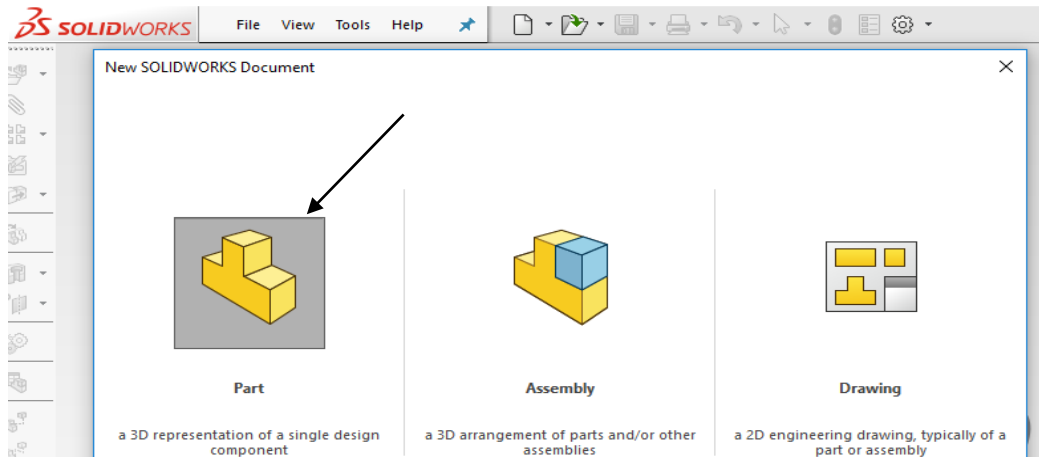 SOLIDWORKS File View Tools Help
New SOLIDWORKS Document
Part
a 3D representation of a single design
component
Assembly
a 3D arrangement of parts and/or other
assemblies
Drawing
a 2D engineering drawing, typically of a
part or assembly